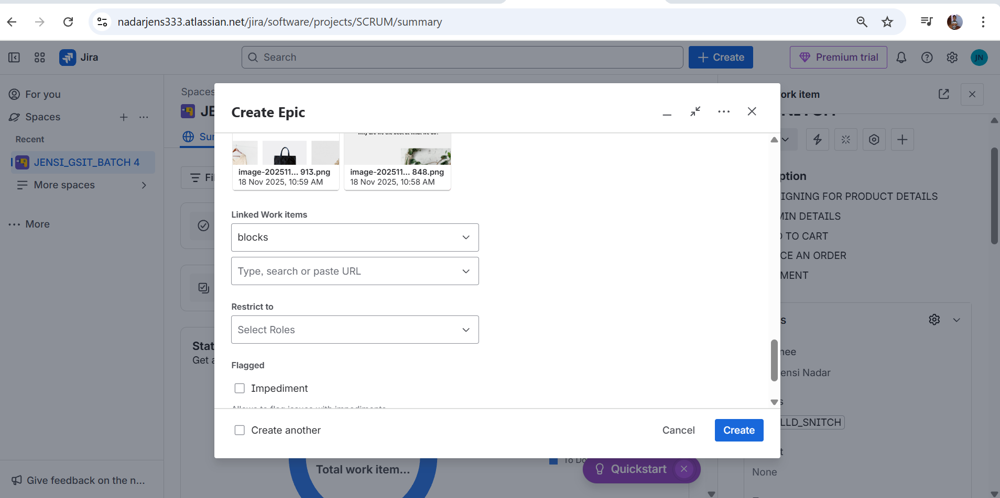 nadarjens333.atlassian.net/jira/software/projects/SCRUM/summary
Jira
Search
Create
Premium trial
JN
For you
Spaces
Recent
JENSI_GSIT_BATCH 4
More spaces
More
Give feedback on the n...
Spaces
JE
Create Epic
image-202511... 913.png
18 Nov 2025, 10:59 AM
image-202511... 848.png
18 Nov 2025, 10:58 AM
Linked Work items
blocks
Type, search or paste URL
Restrict to
Select Roles
Flagged
Impediment
Create another
Cancel
Create
Total work item...
To Do
Quickstart
ork item
ption
IGNING FOR PRODUCT DETAILS
MIN DETAILS
TO CART
CE AN ORDER
MENT
s
nee
ensi Nadar
s
LLD_SNITCH
t
None
Stat
Get a